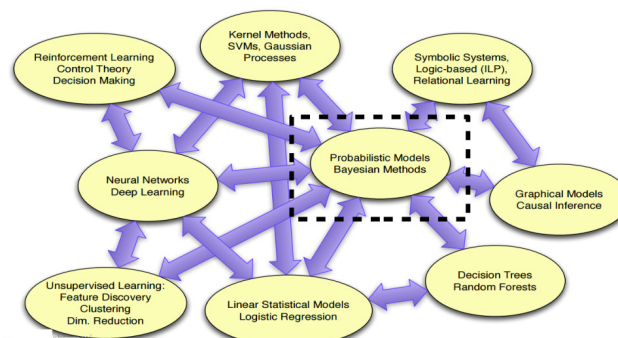 Kernel Methods,
SVMs, Gaussian
Processes
Reinforcement Learning
Control Theory
Decision Making
Symbolic Systems,
Logic-based (ILP),
Relational Learning
Probabilistic Models
Bayesian Methods
Neural Networks
Deep Learning
Graphical Models
Causal Inference
Unsupervised Learning:
Feature Discovery
Clustering
Dim. Reduction
Linear Statistical Models
Logistic Regression
Decision Trees
Random Forests